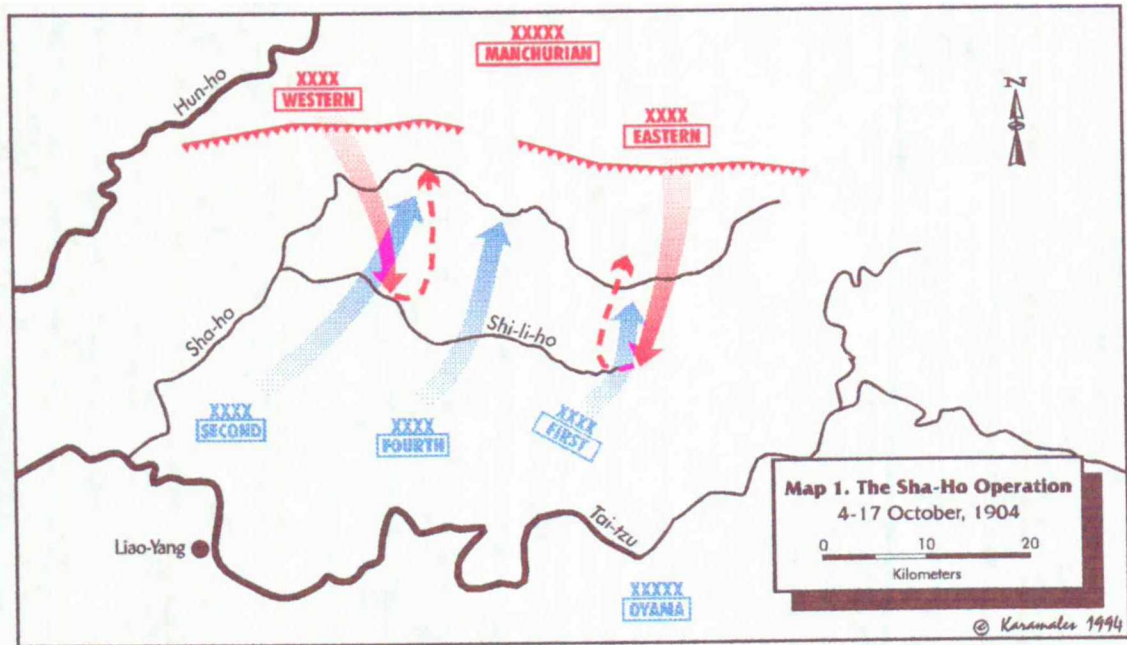 XXXXX
MANCHURIAN
XXXX
WESTERN
XXXX
EASTERN
N
Hun-ho
Sha-ho
Shi-li-ho
XXXX
SECOND
XXXX
FOURTH
XXXX
FIRST
Tai-tzu
Liao-Yang
XXXXX
OYAMA
Map 1. The Sha-Ho Operation
4-17 October, 1904
0 10 20
Kilometers
© Karamales 1994